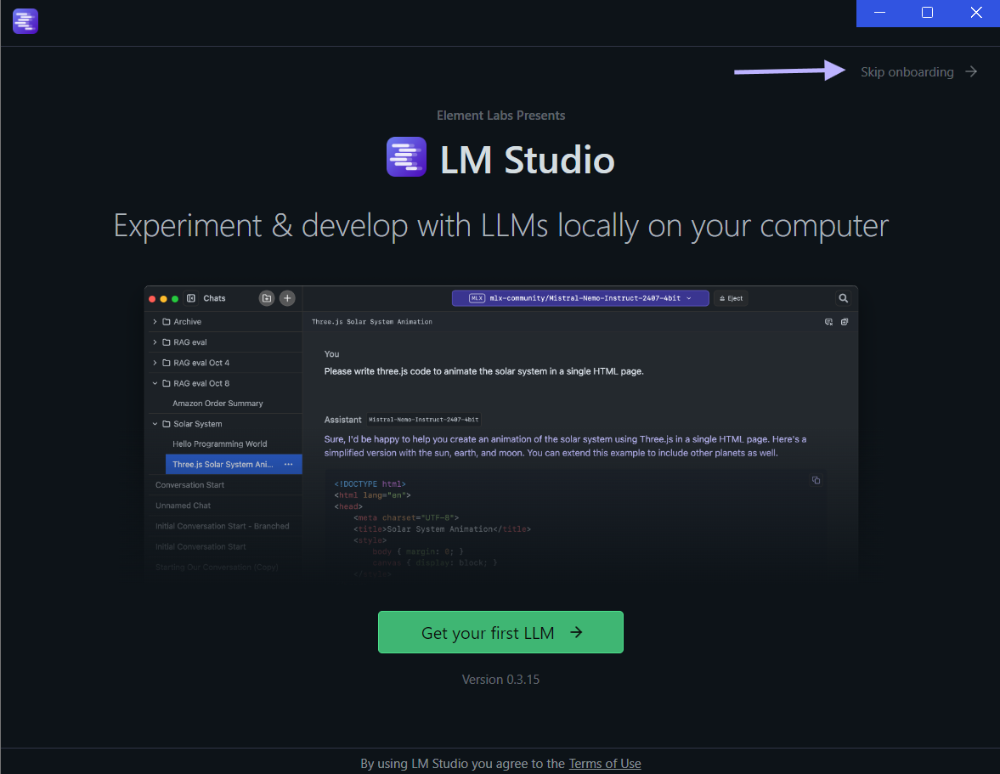 Skip onboarding
Element Labs Presents
LM Studio
Experiment & develop with LLMs locally on your computer
Chats
MLX mlx-community/Mistral-Nemo-Instruct-2407-4bit
Eject
Archive
Three.js Solar System Animation
RAG eval
RAG eval Oct 4
RAG eval Oct 8
Amazon Order Summary
Solar System
Hello Programming World
Three.js Solar System Ani...
Conversation Start
Unnamed Chat
Initial Conversation Start - Branched
Initial Conversation Start
Starting Our Conversation (Copy)
You
Please write three.js code to animate the solar system in a single HTML page.
Assistant Mistral-Nemo-Instruct-2407-4bit
Sure, I'd be happy to help you create an animation of the solar system using Three.js in a single HTML page. Here's a
simplified version with the sun, earth, and moon. You can extend this example to include other planets as well.
<!DOCTYPE html>
<html lang="en">
<head>
<meta charset="UTF-8">
<title>Solar System Animation</title>
<style>
body { margin: 0; }
canvas { display: block; }
</style>
Get your first LLM
Version 0.3.15
By using LM Studio you agree to the Terms of Use